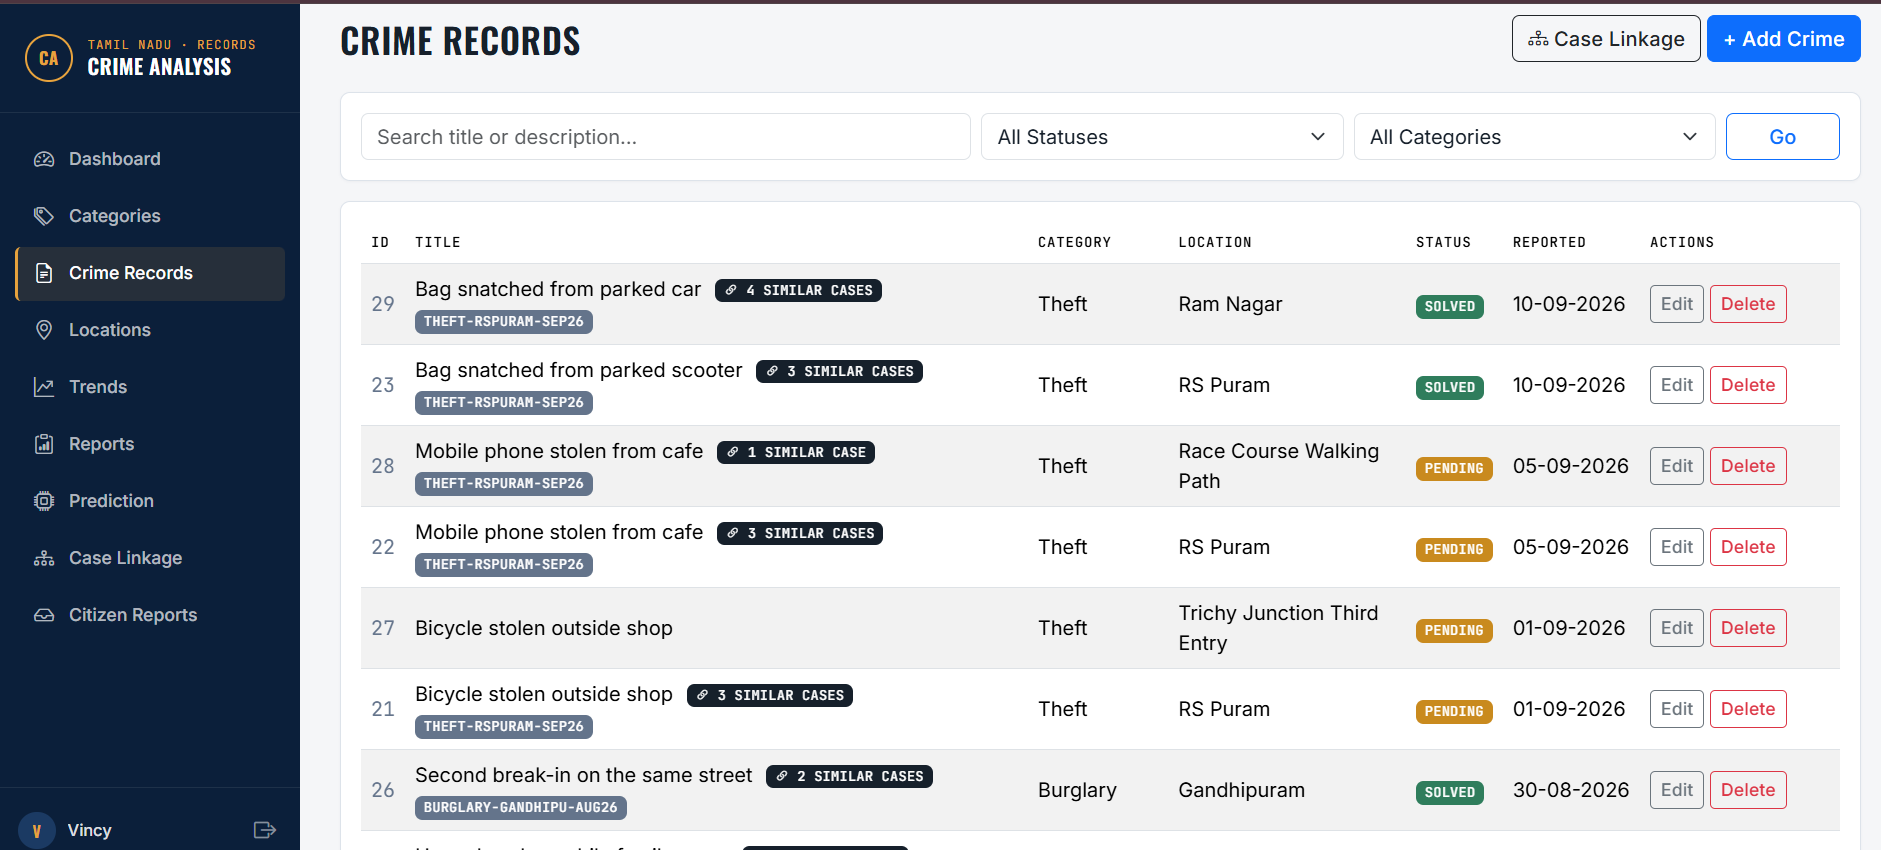 CA
TAMIL NADU · RECORDS
CRIME ANALYSIS
Dashboard
Categories
Crime Records
Locations
Trends
Reports
Prediction
Case Linkage
Citizen Reports
V
Vincy
CRIME RECORDS
Case Linkage
+ Add Crime
Search title or description...
All Statuses
All Categories
Go
ID TITLE CATEGORY LOCATION STATUS REPORTED ACTIONS
29 Bag snatched from parked car 4 SIMILAR CASES Theft Ram Nagar SOLVED 10-09-2026 Edit Delete
THEFT-RSPURAM-SEP26
23 Bag snatched from parked scooter 3 SIMILAR CASES Theft RS Puram SOLVED 10-09-2026 Edit Delete
THEFT-RSPURAM-SEP26
28 Mobile phone stolen from cafe 1 SIMILAR CASE Theft Race Course Walking PENDING 05-09-2026 Edit Delete
THEFT-RSPURAM-SEP26 Path
22 Mobile phone stolen from cafe 3 SIMILAR CASES Theft RS Puram PENDING 05-09-2026 Edit Delete
THEFT-RSPURAM-SEP26
27 Bicycle stolen outside shop Theft Trichy Junction Third PENDING 01-09-2026 Edit Delete
Entry
21 Bicycle stolen outside shop 3 SIMILAR CASES Theft RS Puram PENDING 01-09-2026 Edit Delete
THEFT-RSPURAM-SEP26
26 Second break-in on the same street 2 SIMILAR CASES Burglary Gandhipuram SOLVED 30-08-2026 Edit Delete
BURGLARY-GANDHIPU-AUG26